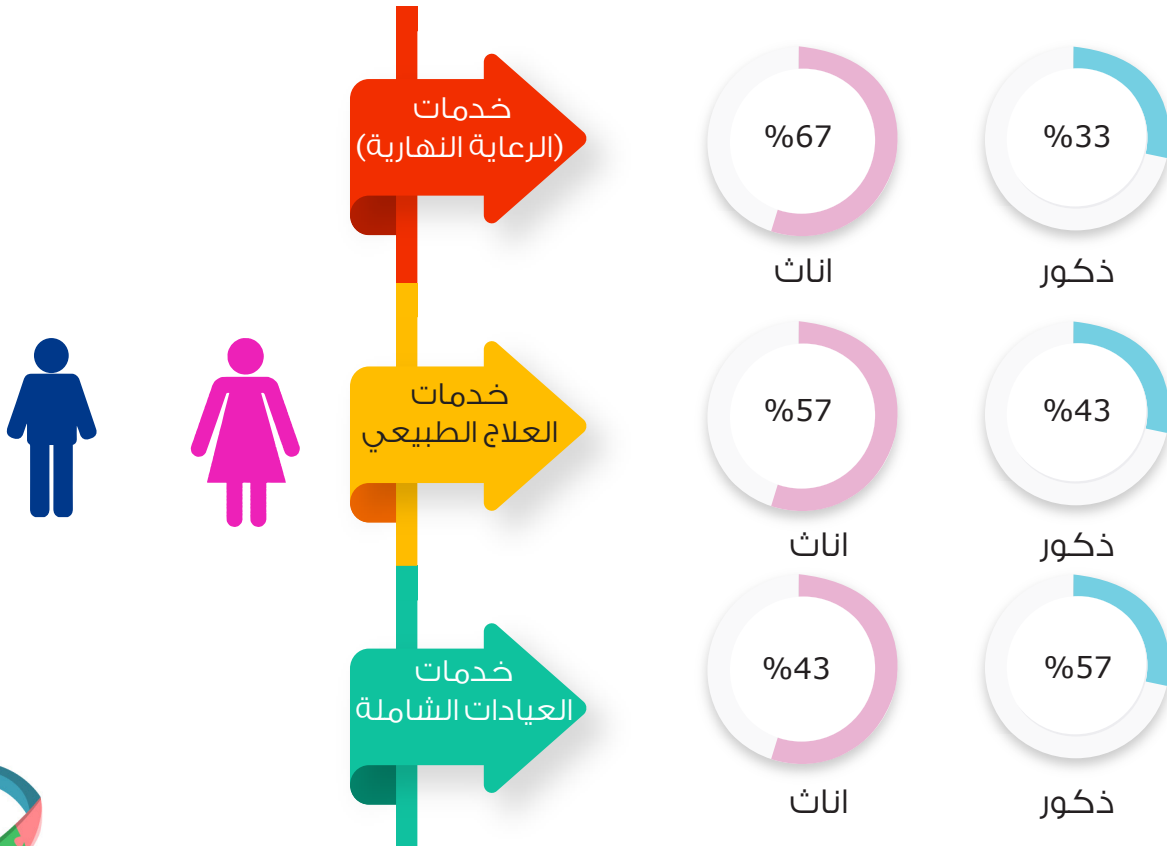 خدمات
(الرعاية النهارية)
%67
%33
اناث
ذكور
خدمات
العلاج الطبيعي
%57
%43
اناث
ذكور
خدمات
العيادات الشاملة
%43
%57
اناث
ذكور